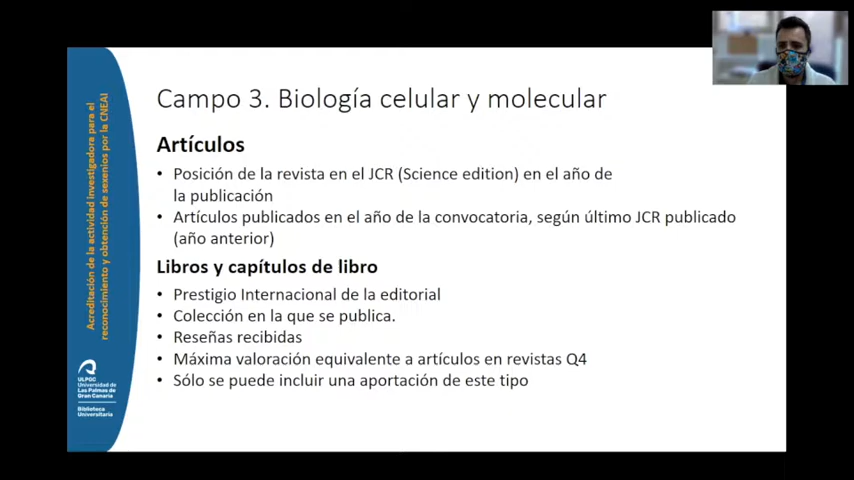 Campo 3. Biología celular y molecular
Artículos
• Posición de la revista en el JCR (Science edition) en el año de
la publicación
• Artículos publicados en el año de la convocatoria, según último JCR publicado
(año anterior)
Libros y capítulos de libro
• Prestigio Internacional de la editorial
• Colección en la que se publica.
• Reseñas recibidas
• Máxima valoración equivalente a artículos en revistas Q4
• Sólo se puede incluir una aportación de este tipo
Acreditación de la actividad investigadora para el
reconocimiento y obtención de sexenios por la CNEAI
ULPGC
Universidad de
Las Palmas de
Gran Canaria
Biblioteca
Universitaria